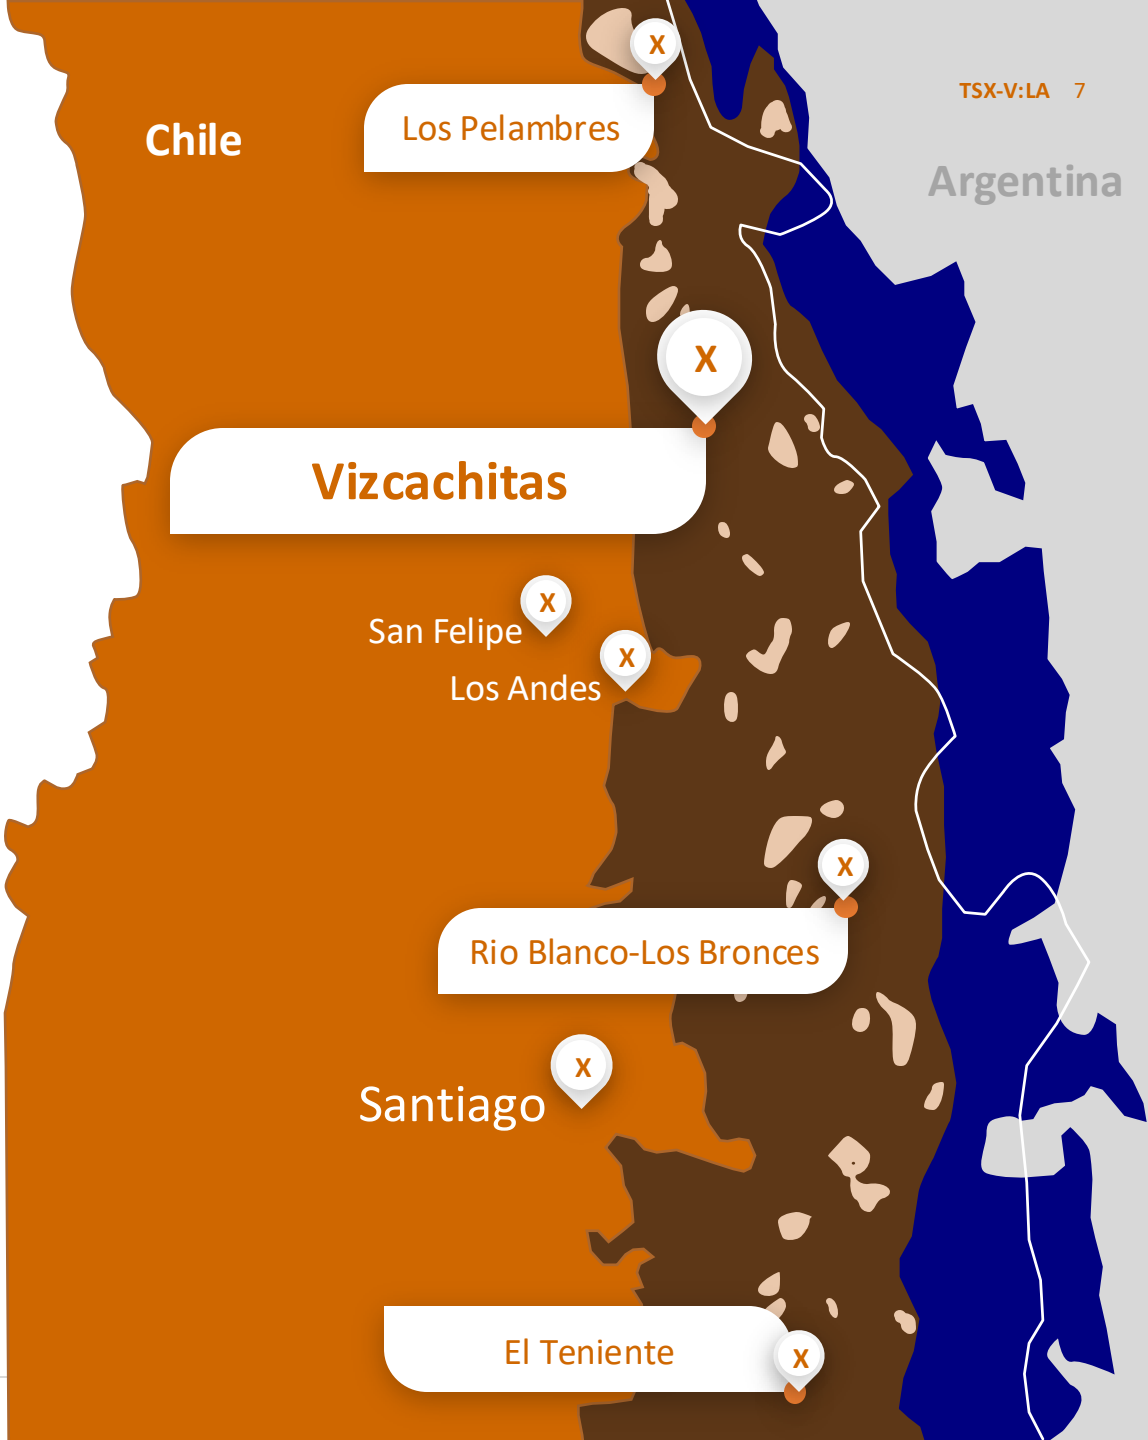 X
TSX-V:LA 7
Los Pelambres
Chile
Argentina
X
Vizcachitas
X
San Felipe
X
Los Andes
X
Rio Blanco-Los Bronces
X
Santiago
El Teniente
X